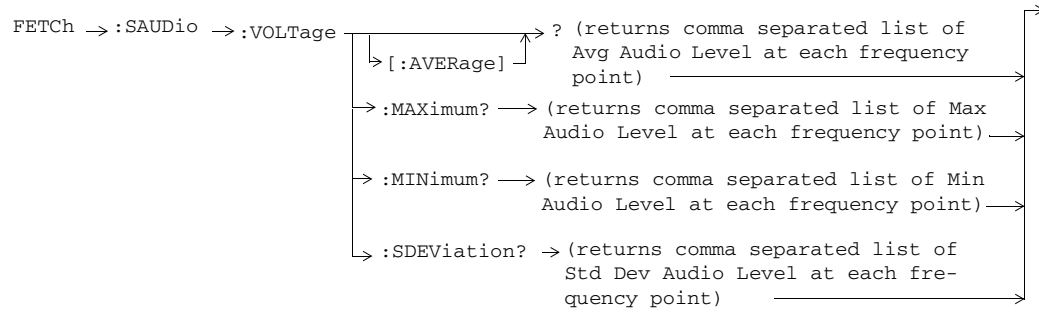 FETCh :SAUDio :VOLTage ? (returns comma separated list of
Avg Audio Level at each frequency
[:AVERage]
point)
:MAXimum? (returns comma separated list of Max
Audio Level at each frequency point)
:MINimum? (returns comma separated list of Min
Audio Level at each frequency point)
:SDEViation? (returns comma separated list of
Std Dev Audio Level at each fre-
quency point)